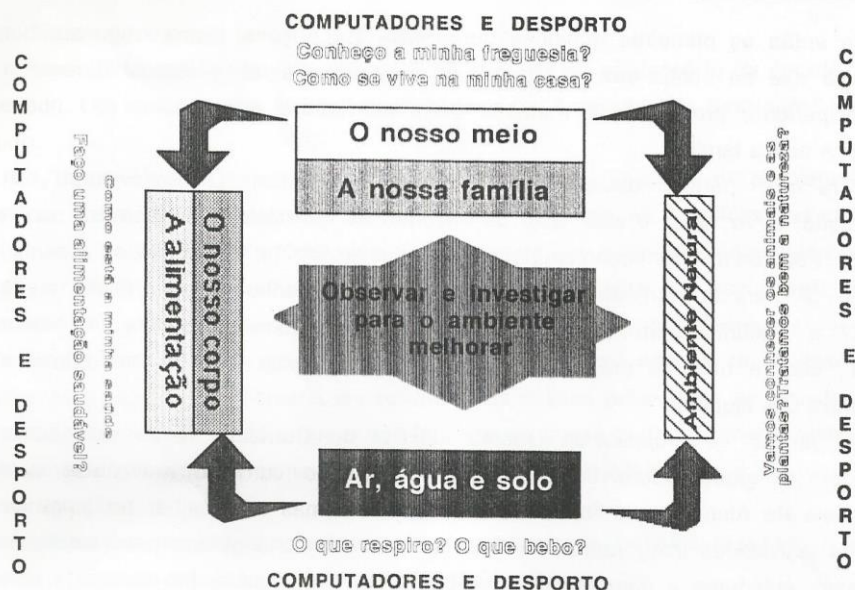 COMPUTADORES E DESPORTO
Conheço a minha freguesia?
Como se vive na minha casa?
COMPUTADORES E DESPORTO
Faço uma alimentação saudável?
Como está a minha saúde
A alimentação
O nosso corpo
O nosso meio
A nossa família
Observar e Investigar
para o ambiente
melhorar
Ambiente Natural
Vamos conhecer os animais e as
plantas?Tratamos bem a natureza?
COMPUTADORES E DESPORTO
Ar, água e solo
O que respiro? O que bebo?
COMPUTADORES E DESPORTO